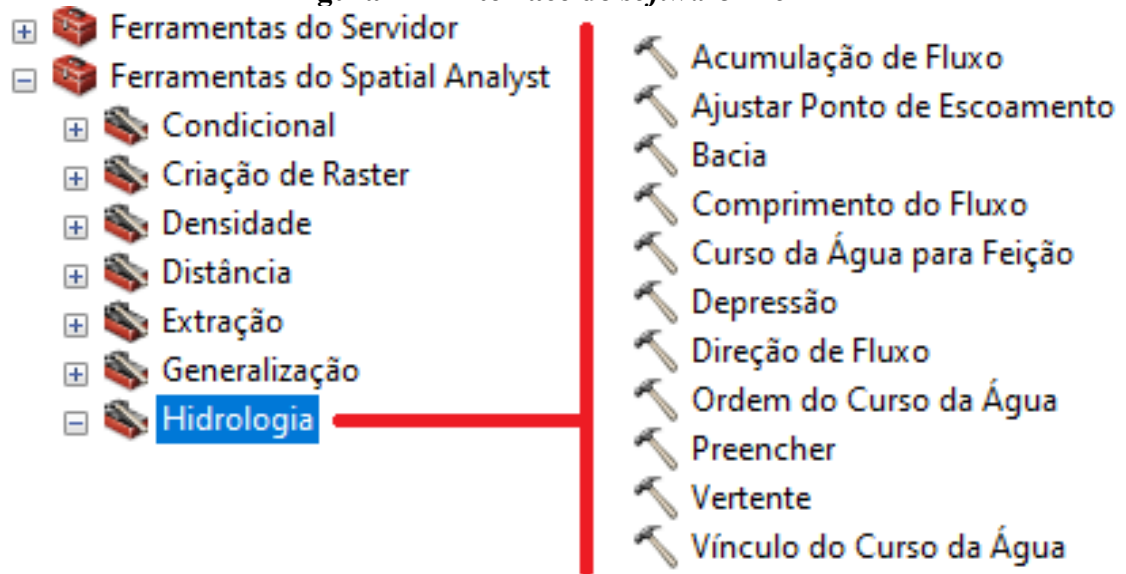 Ferramentas do Servidor
Ferramentas do Spatial Analyst
Condicional
Criação de Raster
Densidade
Distância
Extração
Generalização
Hidrologia
Acumulação de Fluxo
Ajustar Ponto de Escoamento
Bacia
Comprimento do Fluxo
Curso da Água para Feição
Depressão
Direção de Fluxo
Ordem do Curso da Água
Preencher
Vertente
Vínculo do Curso da Água